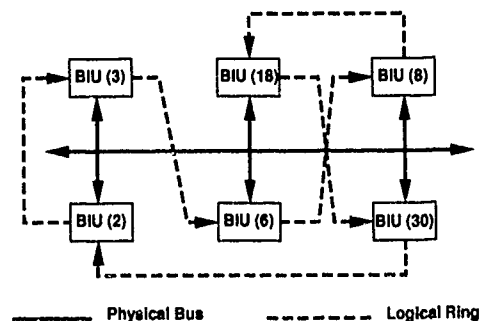 BIU (3)
BIU (18)
BIU (8)
BIU (2)
BIU (6)
BIU (30)
Physical Bus
Logical Ring